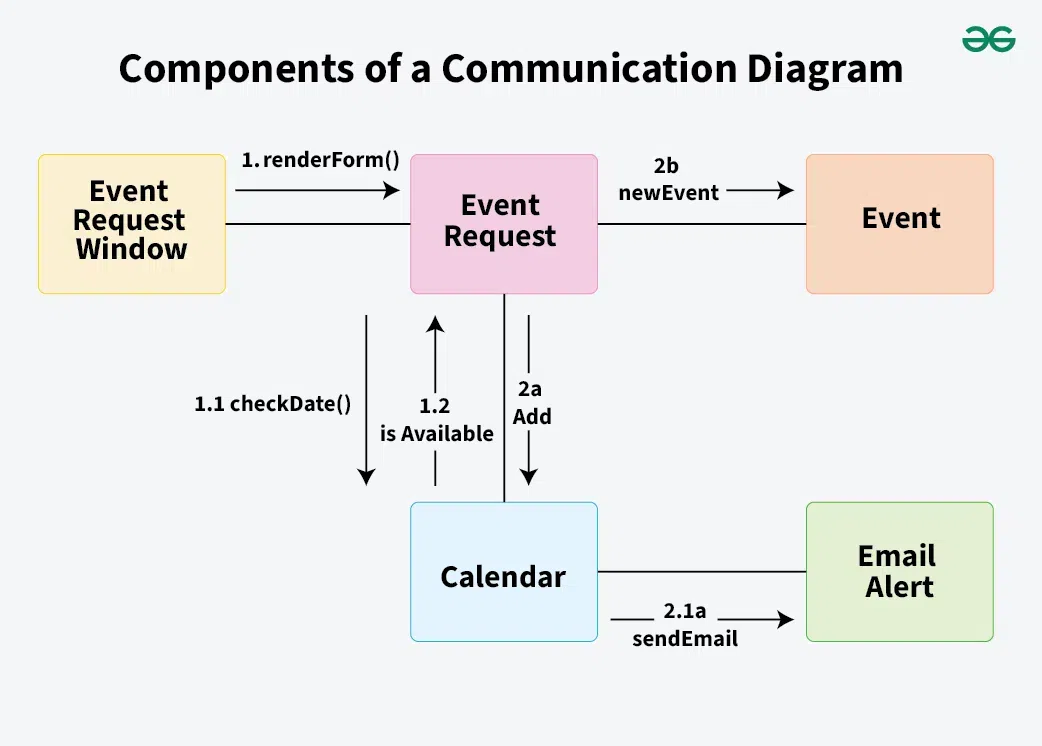 Components of a Communication Diagram
Event
Request
Window
1. renderForm()
Event
Request
2b
newEvent
Event
1.1 checkDate()
1.2
is Available
2a
Add
Calendar
2.1a
sendEmail
Email
Alert